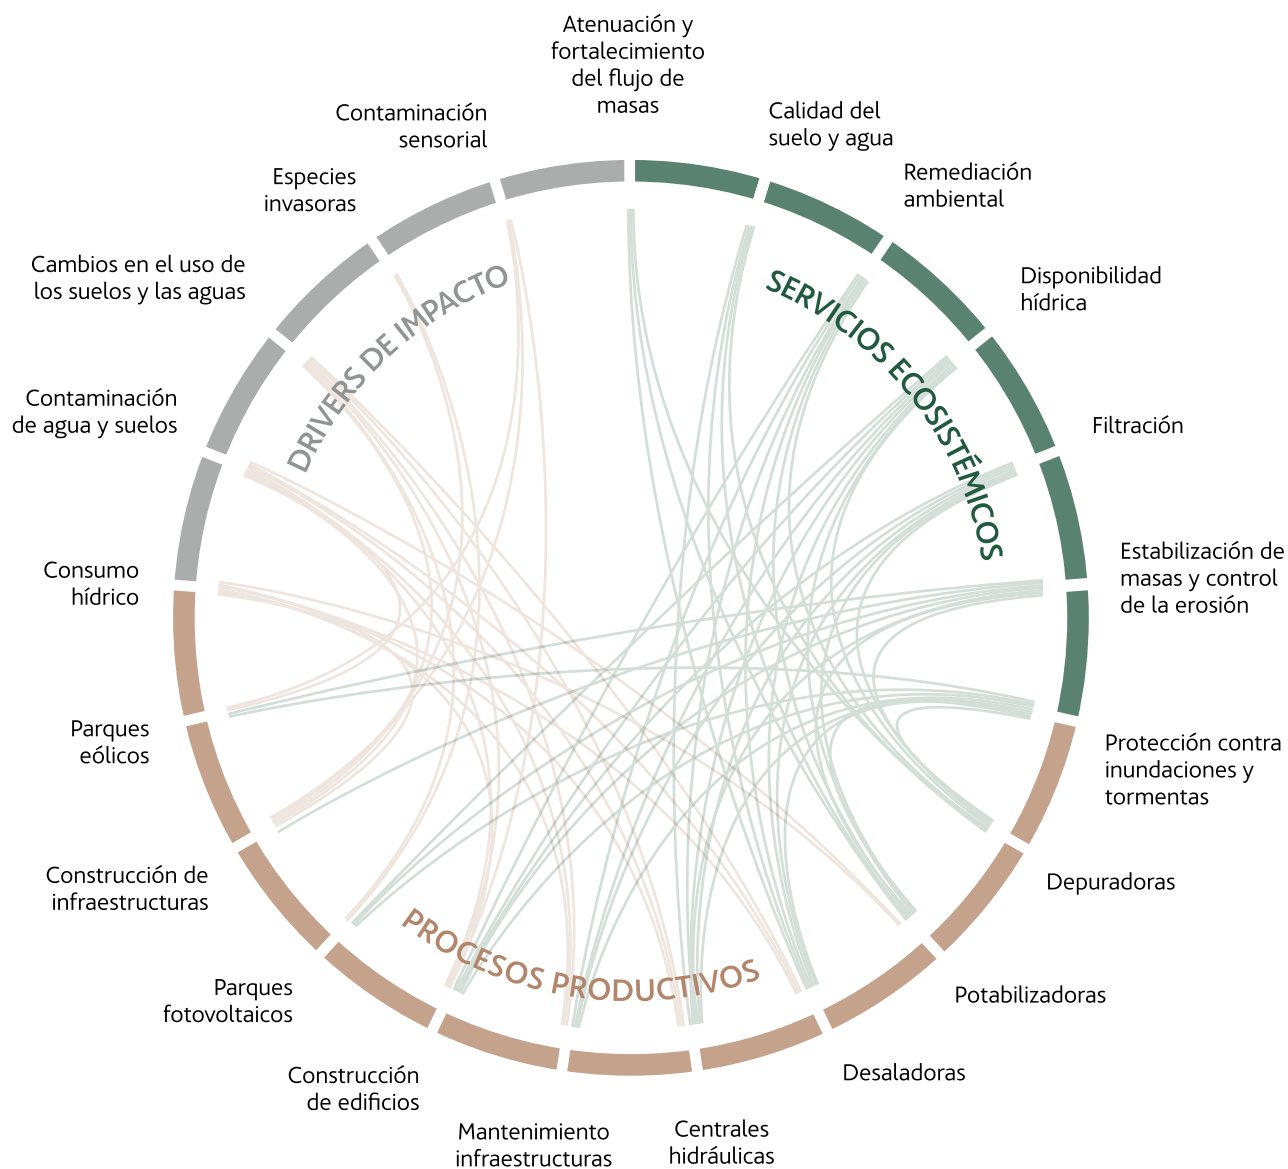 Atenuación y
fortalecimiento
del flujo de
masas
Calidad del
suelo y agua
Remediación
ambiental
Disponibilidad
hídrica
Filtración
Estabilización de
masas y control
de la erosión
Protección contra
inundaciones y
tormentas
Depuradoras
Potabilizadoras
Desaladoras
Centrales
hidráulicas
Mantenimiento
infraestructuras
Construcción
de edificios
Parques
fotovoltaicos
Construcción de
infraestructuras
Parques
eólicos
Consumo
hídrico
Contaminación
de agua y suelos
Cambios en el uso de
los suelos y las aguas
Especies
invasoras
Contaminación
sensorial
DRIVERS DE IMPACTO
SERVICIOS ECOSISTÉMICOS
PROCESOS PRODUCTIVOS